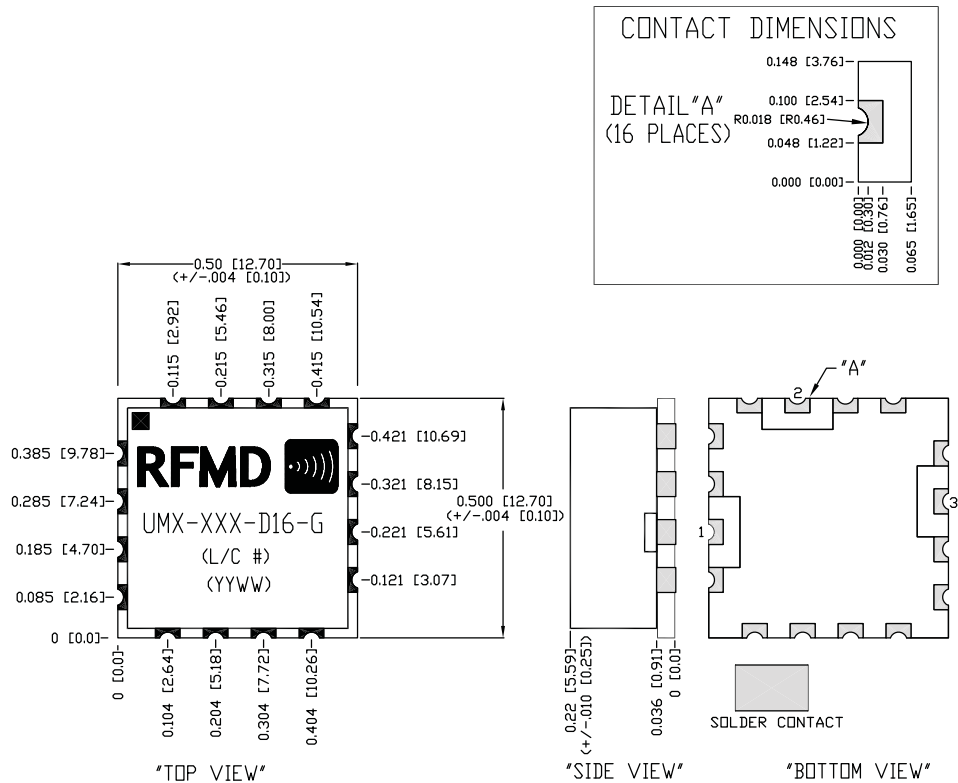 CONTACT DIMENSIONS
0.148 [3.76]
DETAIL"A"
(16 PLACES)
0.100 [2.54]
R0.018 [R0.46]
0.048 [1.22]
0.000 [0.00]
0.000 [0.00]
0.012 [0.30]
0.030 [0.76]
0.065 [1.65]
0.50 [12.70]
(+/-.004 [0.10])
0.115 [2.92]
0.215 [5.46]
0.315 [8.00]
0.415 [10.54]
"A"
2
0.385 [9.78]
0.285 [7.24]
0.185 [4.70]
0.085 [2.16]
0 [0.0]
RFMD
UMX-XXX-D16-G
(L/C #)
(YYWW)
0.421 [10.69]
0.321 [8.15]
0.221 [5.61]
0.121 [3.07]
0.500 [12.70]
(+/-.004 [0.10])
1
3
0 [0.0]
0.104 [2.64]
0.204 [5.18]
0.304 [7.72]
0.404 [10.26]
0.22 [5.59]
(+/-.010 [0.25])
0.036 [0.91]
0 [0.0]
SOLDER CONTACT
"TOP VIEW"
"SIDE VIEW"
"BOTTOM VIEW"